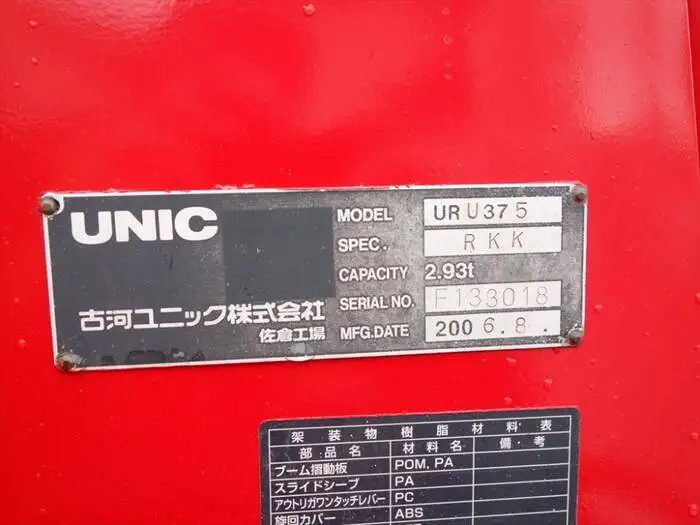 UNIC
MODEL URU375
SPEC. RKK
CAPACITY 2.93t
SERIAL NO. F133018
MFG.DATE 2006.8.
古河ユニック株式会社
佐倉工場
架装物樹脂材料表
部品名 材料名 備考
ブーム摺動板 POM, PA
スライドシーブ PA
アウトリガワンタッチレバー PC
旋回カバー ABS